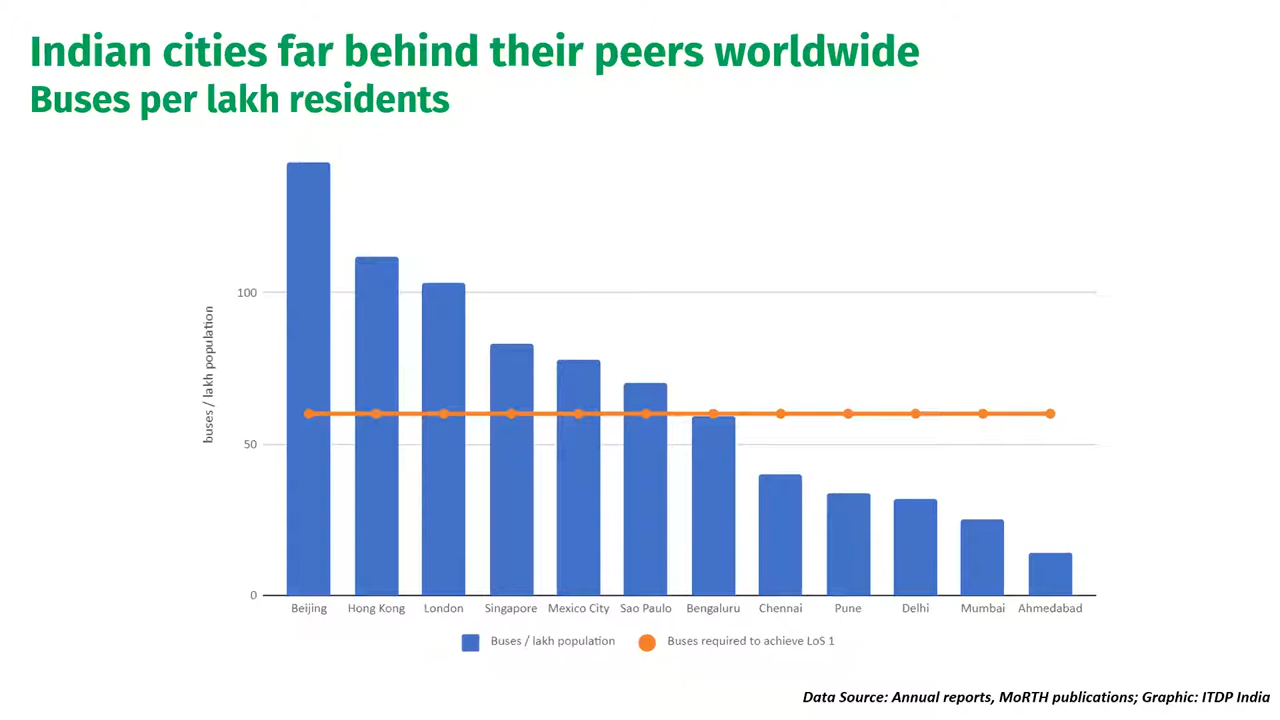 Indian cities far behind their peers worldwide
Buses per lakh residents
100
50
0
buses / lakh population
Beijing Hong Kong London Singapore Mexico City Sao Paulo Bengaluru Chennai Pune Delhi Mumbai Ahmedabad
Buses / lakh population Buses required to achieve LoS 1
Data Source: Annual reports, MoRTH publications; Graphic: ITDP India